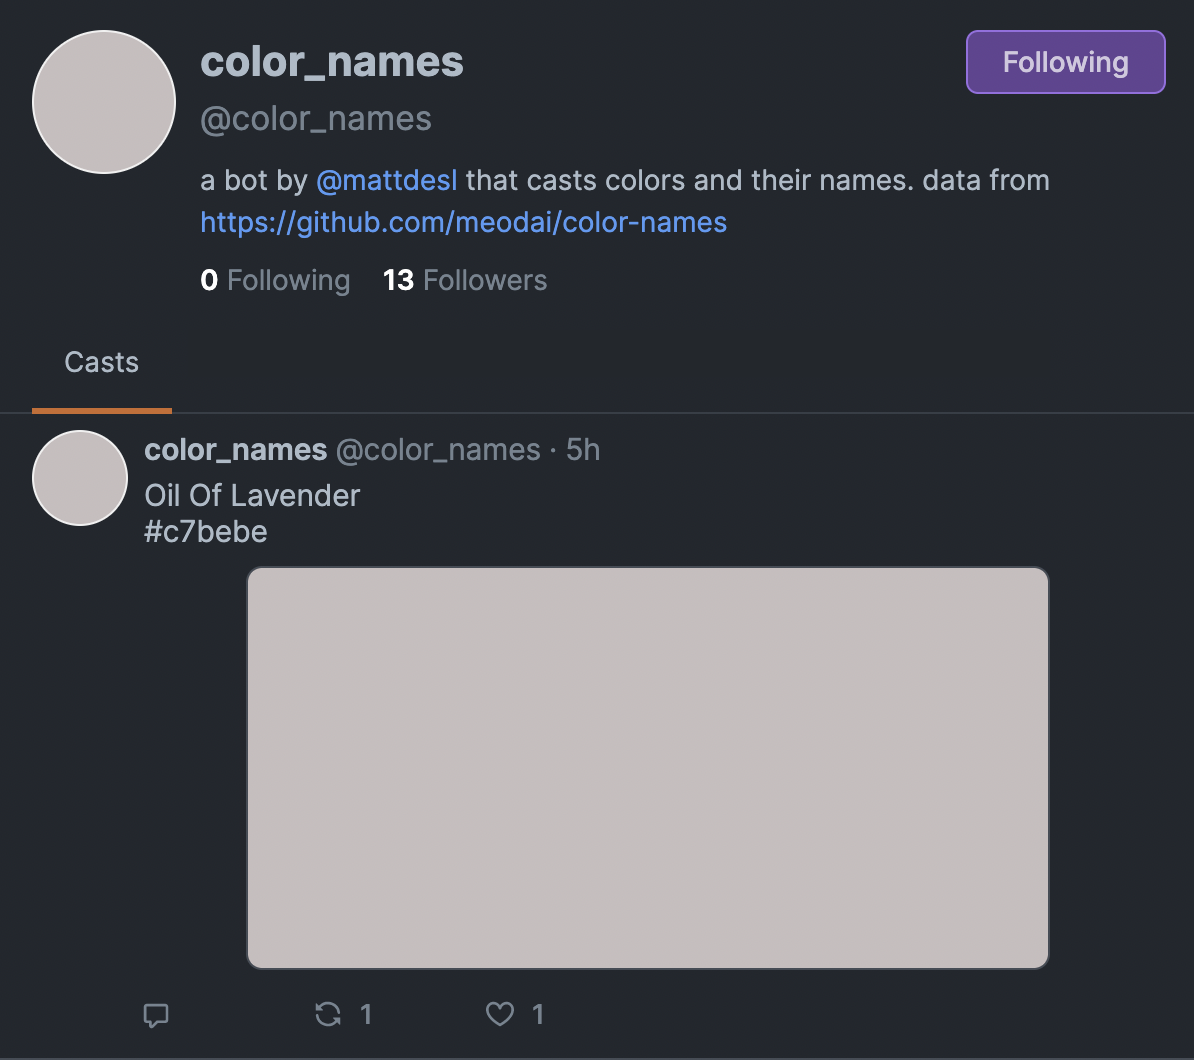 color_names
Following
@color_names
a bot by @mattdesl that casts colors and their names. data from
https://github.com/meodai/color-names
0 Following 13 Followers
Casts
color_names @color_names · 5h
Oil Of Lavender
#c7bebe
1 1